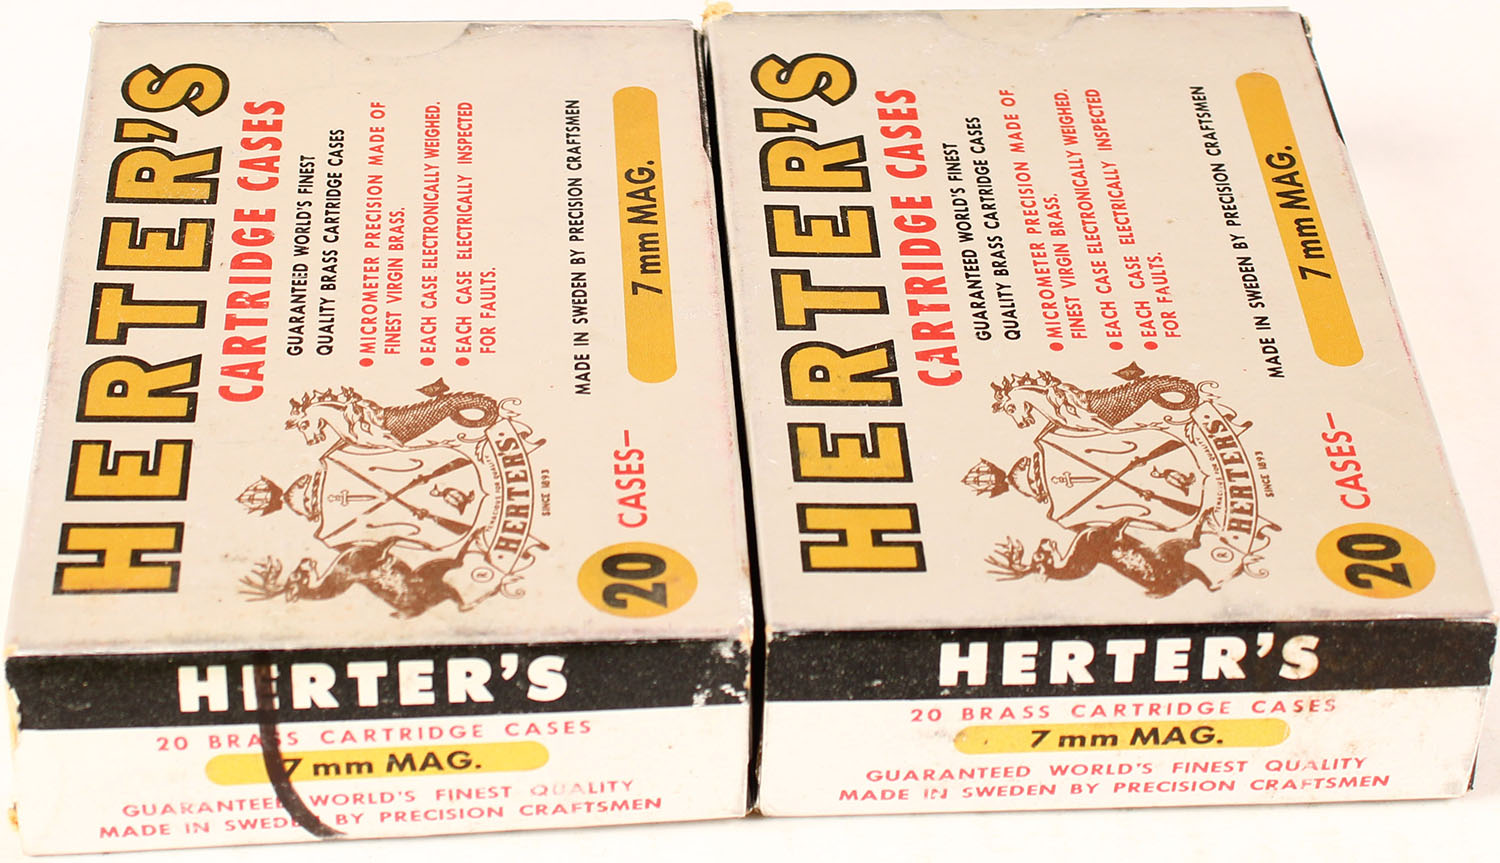 HERTER'S
CARTRIDGE CASES
GUARANTEED WORLD'S FINEST
QUALITY BRASS CARTRIDGE CASES
● MICROMETER PRECISION MADE OF
FINEST VIRGIN BRASS.
● EACH CASE ELECTRONICALLY WEIGHED.
● EACH CASE ELECTRICALLY INSPECTED
FOR FAULTS.
HERTER'S
SINCE 1893
®
MADE IN SWEDEN BY PRECISION CRAFTSMEN
20 CASES—
7 mm MAG.
HERTER'S
20 BRASS CARTRIDGE CASES
7 mm MAG.
GUARANTEED WORLD'S FINEST QUALITY
MADE IN SWEDEN BY PRECISION CRAFTSMEN
HERTER'S
CARTRIDGE CASES
GUARANTEED WORLD'S FINEST
QUALITY BRASS CARTRIDGE CASES
● MICROMETER PRECISION MADE OF
FINEST VIRGIN BRASS.
● EACH CASE ELECTRONICALLY WEIGHED.
● EACH CASE ELECTRICALLY INSPECTED
FOR FAULTS.
HERTER'S
SINCE 1893
®
MADE IN SWEDEN BY PRECISION CRAFTSMEN
20 CASES—
7 mm MAG.
HERTER'S
20 BRASS CARTRIDGE CASES
7 mm MAG.
GUARANTEED WORLD'S FINEST QUALITY
MADE IN SWEDEN BY PRECISION CRAFTSMEN